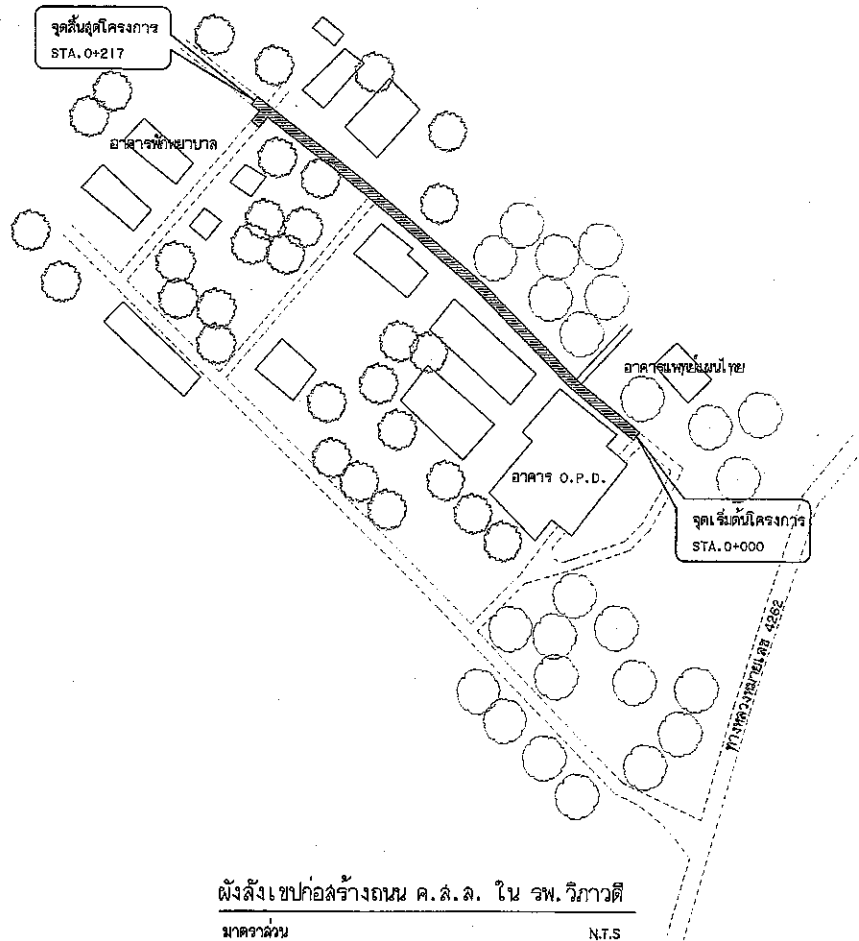 จุดสิ้นสุดโครงการ
STA.0+217
อาคารพักพยาบาล
อาคารแพทย์แผนไทย
อาคาร O.P.D.
จุดเริ่มต้นโครงการ
STA.0+000
ทางหลวงหมายเลข 4262
ผังสังเขปก่อสร้างถนน ค.ส.ล. ใน รพ.วิภาวดี
มาตราส่วน N.T.S